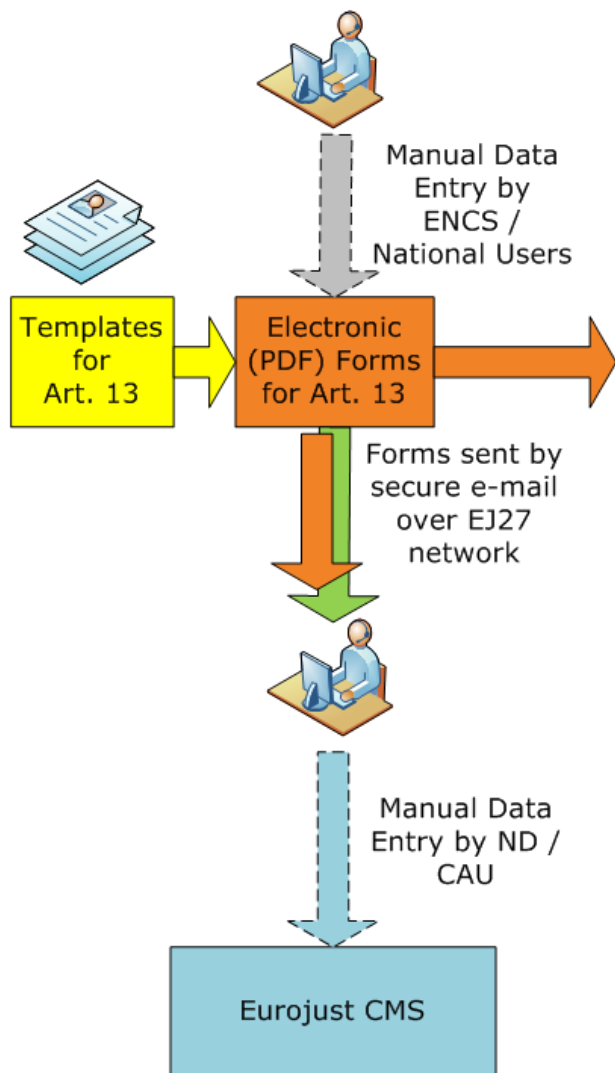 Manual Data
Entry by
ENCS /
National Users
Templates
for
Art. 13
Electronic
(PDF) Forms
for Art. 13
Forms sent by
secure e-mail
over EJ27
network
Manual Data
Entry by ND /
CAU
Eurojust CMS